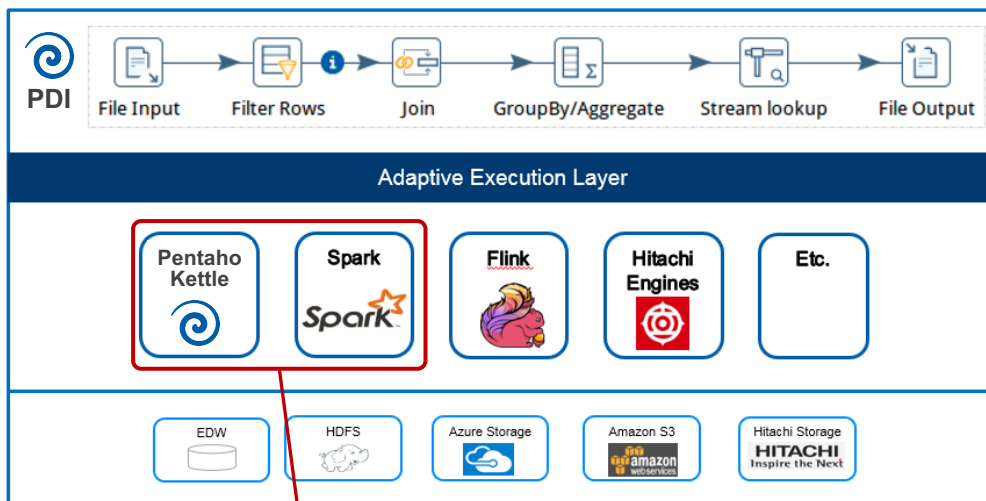 PDI
File Input
Filter Rows
Join
GroupBy/Aggregate
Stream lookup
File Output
Adaptive Execution Layer
Pentaho
Kettle
Spark
Spark
Flink
Hitachi
Engines
Etc.
EDW
HDFS
Azure Storage
Amazon S3
amazon
webservices
Hitachi Storage
HITACHI
Inspire the Next